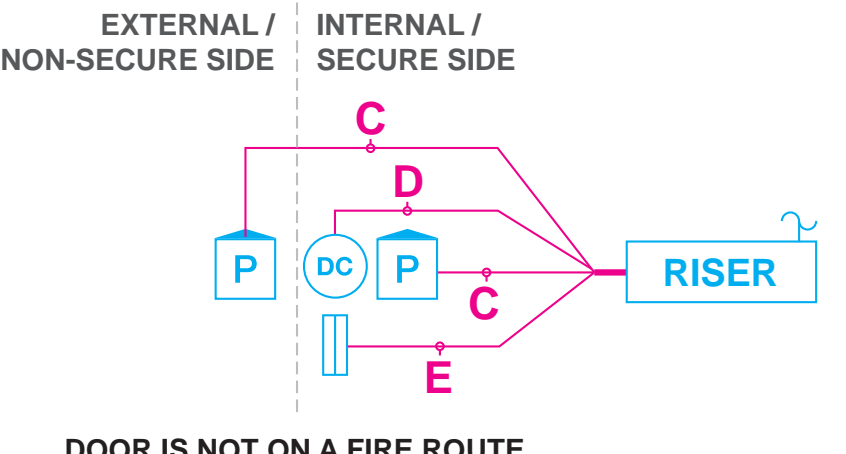 EXTERNAL /
NON-SECURE SIDE
INTERNAL /
SECURE SIDE
C
D
P
DC
P
RISER
C
E
DOOR IS NOT ON A FIRE ROUTE